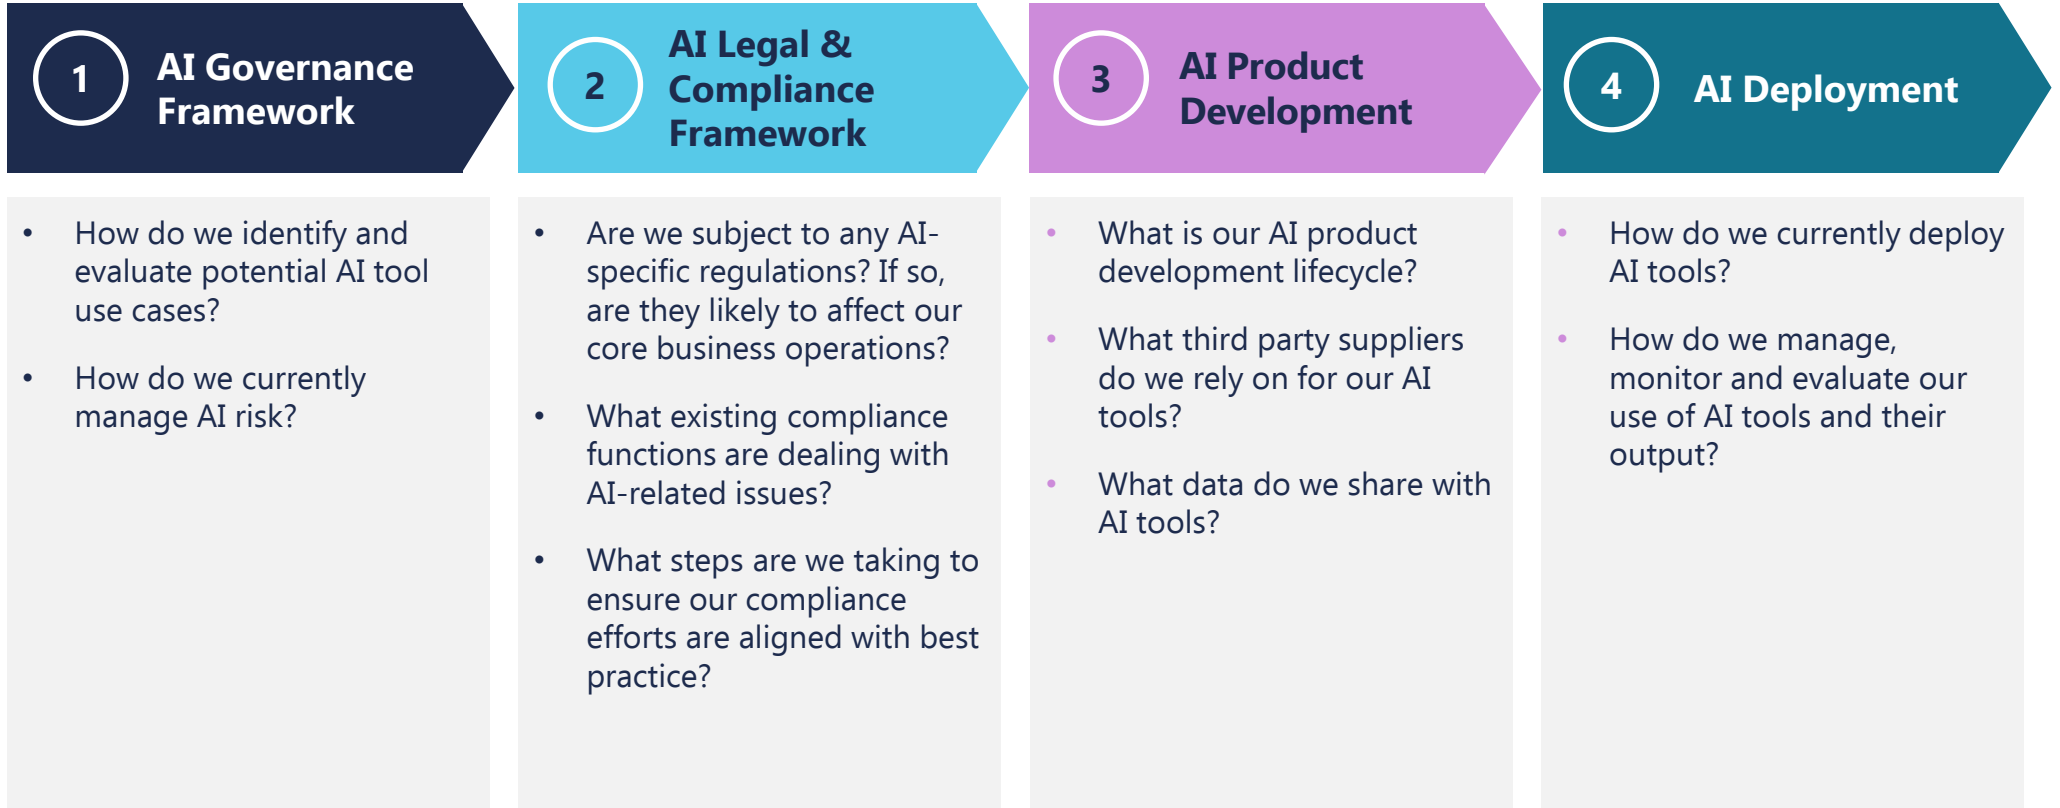 1
AI Governance
Framework
• How do we identify and
evaluate potential AI tool
use cases?
• How do we currently
manage AI risk?
2
AI Legal &
Compliance
Framework
• Are we subject to any AI-
specific regulations? If so,
are they likely to affect our
core business operations?
• What existing compliance
functions are dealing with
AI-related issues?
• What steps are we taking to
ensure our compliance
efforts are aligned with best
practice?
3
AI Product
Development
• What is our AI product
development lifecycle?
• What third party suppliers
do we rely on for our AI
tools?
• What data do we share with
AI tools?
4
AI Deployment
• How do we currently deploy
AI tools?
• How do we manage,
monitor and evaluate our
use of AI tools and their
output?